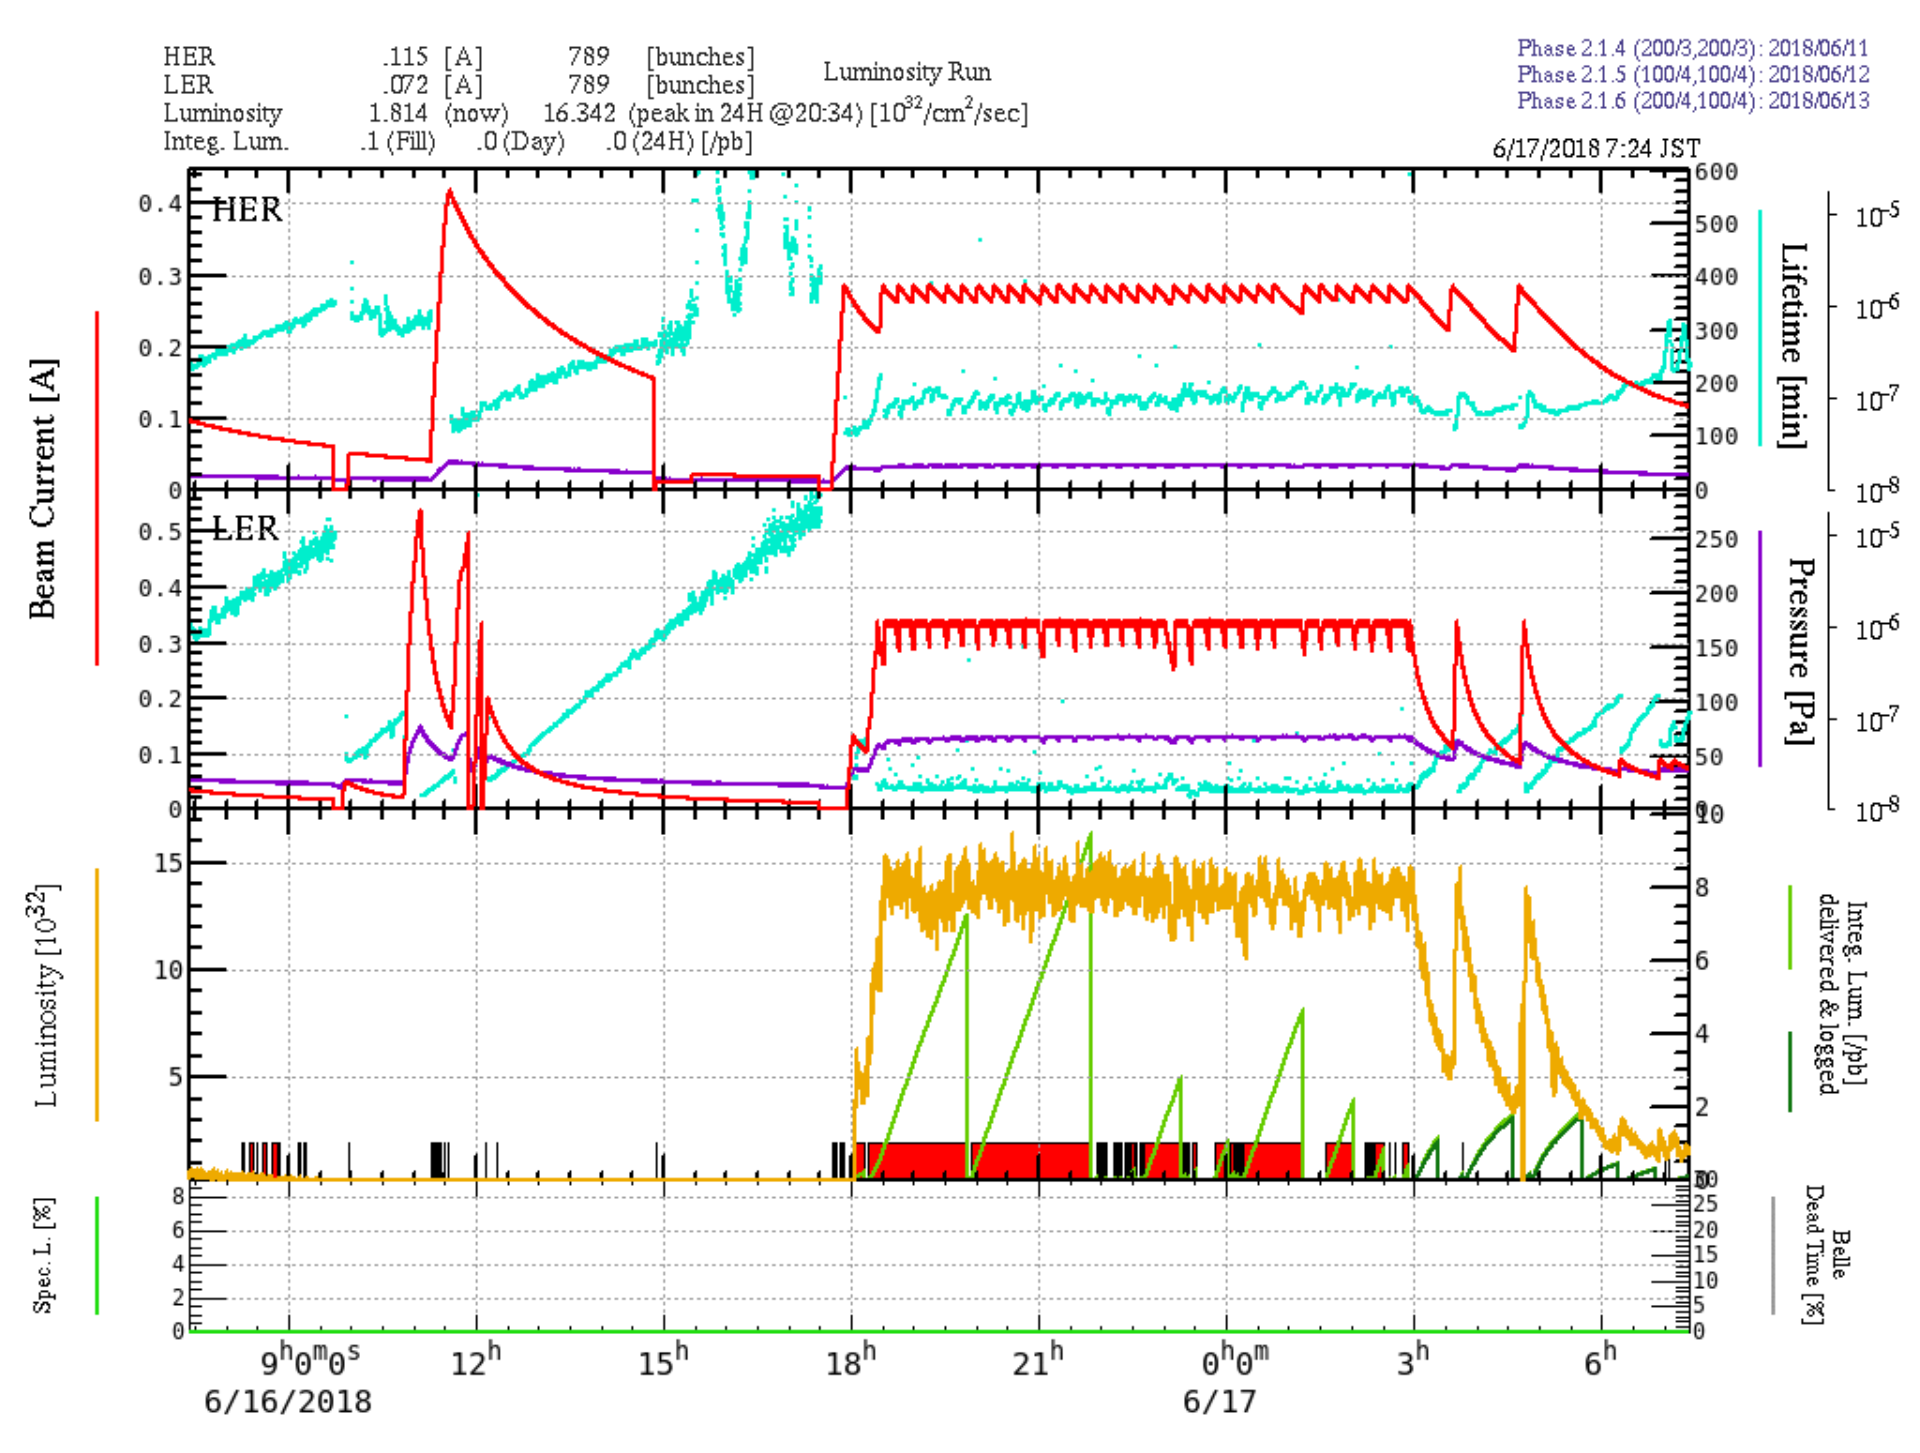 HER .115 [A] 789 [bunches]
LER .072 [A] 789 [bunches]
Luminosity Run
Luminosity 1.814 (now) 16.342 (peak in 24H @20:34) [10³²/cm²/sec]
Integ. Lum. .1 (Fill) .0 (Day) .0 (24H) [/pb]
Phase 2.1.4 (200/3,200/3): 2018/06/11
Phase 2.1.5 (100/4,100/4): 2018/06/12
Phase 2.1.6 (200/4,100/4): 2018/06/13
6/17/2018 7:24 JST
Beam Current [A]
HER
0.4
0.3
0.2
0.1
0
600
500
400
300
200
100
0
Lifetime [min]
10⁻⁵
10⁻⁶
10⁻⁷
10⁻⁸
LER
0.5
0.4
0.3
0.2
0.1
0
250
200
150
100
50
Pressure [Pa]
10⁻⁵
10⁻⁶
10⁻⁷
10⁻⁸
Luminosity [10³²]
15
10
5
10
8
6
4
2
Integ. Lum. [/pb]
delivered & logged
Spec. L. [%]
8
6
4
2
0
25
20
15
10
5
0
Belle
Dead Time [%]
9h0m0s 12h 15h 18h 21h 0h0m 3h 6h
6/16/2018 6/17